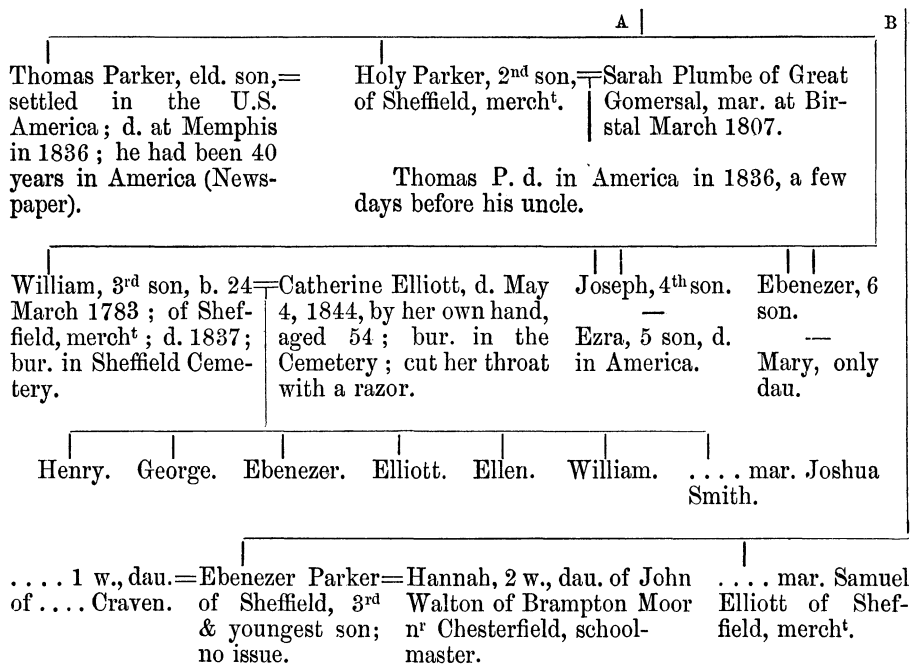 A B
Thomas Parker, eld. son,=
settled in the U.S.
America; d. at Memphis
in 1836; he had been 40
years in America (News-
paper).
Holy Parker, 2nd son,=Sarah Plumbe of Great
of Sheffield, mercht. Gomersal, mar. at Bir-
stal March 1807.
Thomas P. d. in America in 1836, a few
days before his uncle.
William, 3rd son, b. 24=
March 1783; of Shef-
field, mercht; d. 1837;
bur. in Sheffield Ceme-
tery.
Catherine Elliott, d. May
4, 1844, by her own hand,
aged 54; bur. in the
Cemetery; cut her throat
with a razor.
Joseph, 4th son.
—
Ezra, 5 son, d.
in America.
Ebenezer, 6
son.
—
Mary, only
dau.
Henry. George. Ebenezer. Elliott. Ellen. William. .... mar. Joshua
Smith.
.... 1 w., dau.=
of .... Craven.
Ebenezer Parker=
of Sheffield, 3rd
& youngest son;
no issue.
Hannah, 2 w., dau. of John
Walton of Brampton Moor
nr Chesterfield, school-
master.
.... mar. Samuel
Elliott of Shef-
field, mercht.